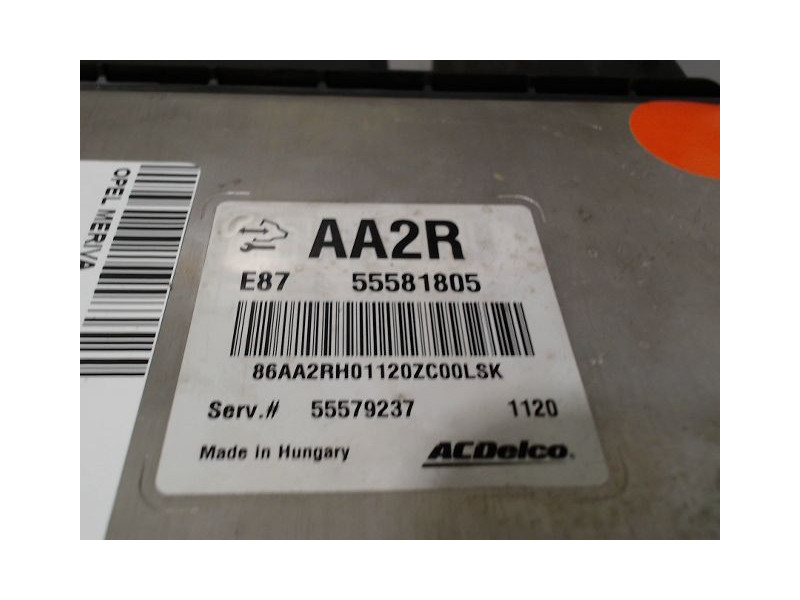 OPEL MERIVA
AA2R
E87 55581805
86AA2RH01120ZC00LSK
Serv.# 55579237 1120
Made in Hungary ACDelco.